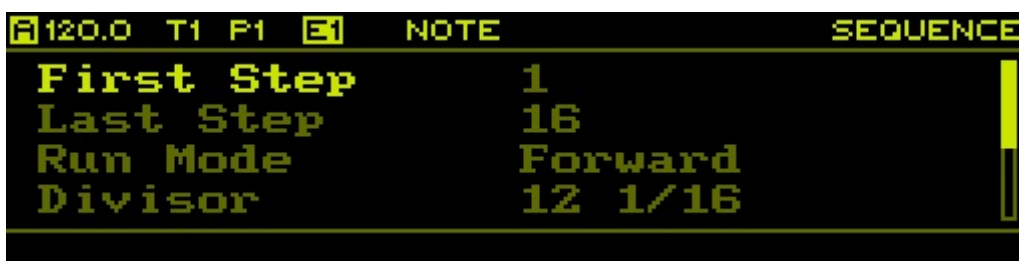 A 120.0 T1 P1 E1 NOTE SEQUENCE
First Step 1
Last Step 16
Run Mode Forward
Divisor 12 1/16